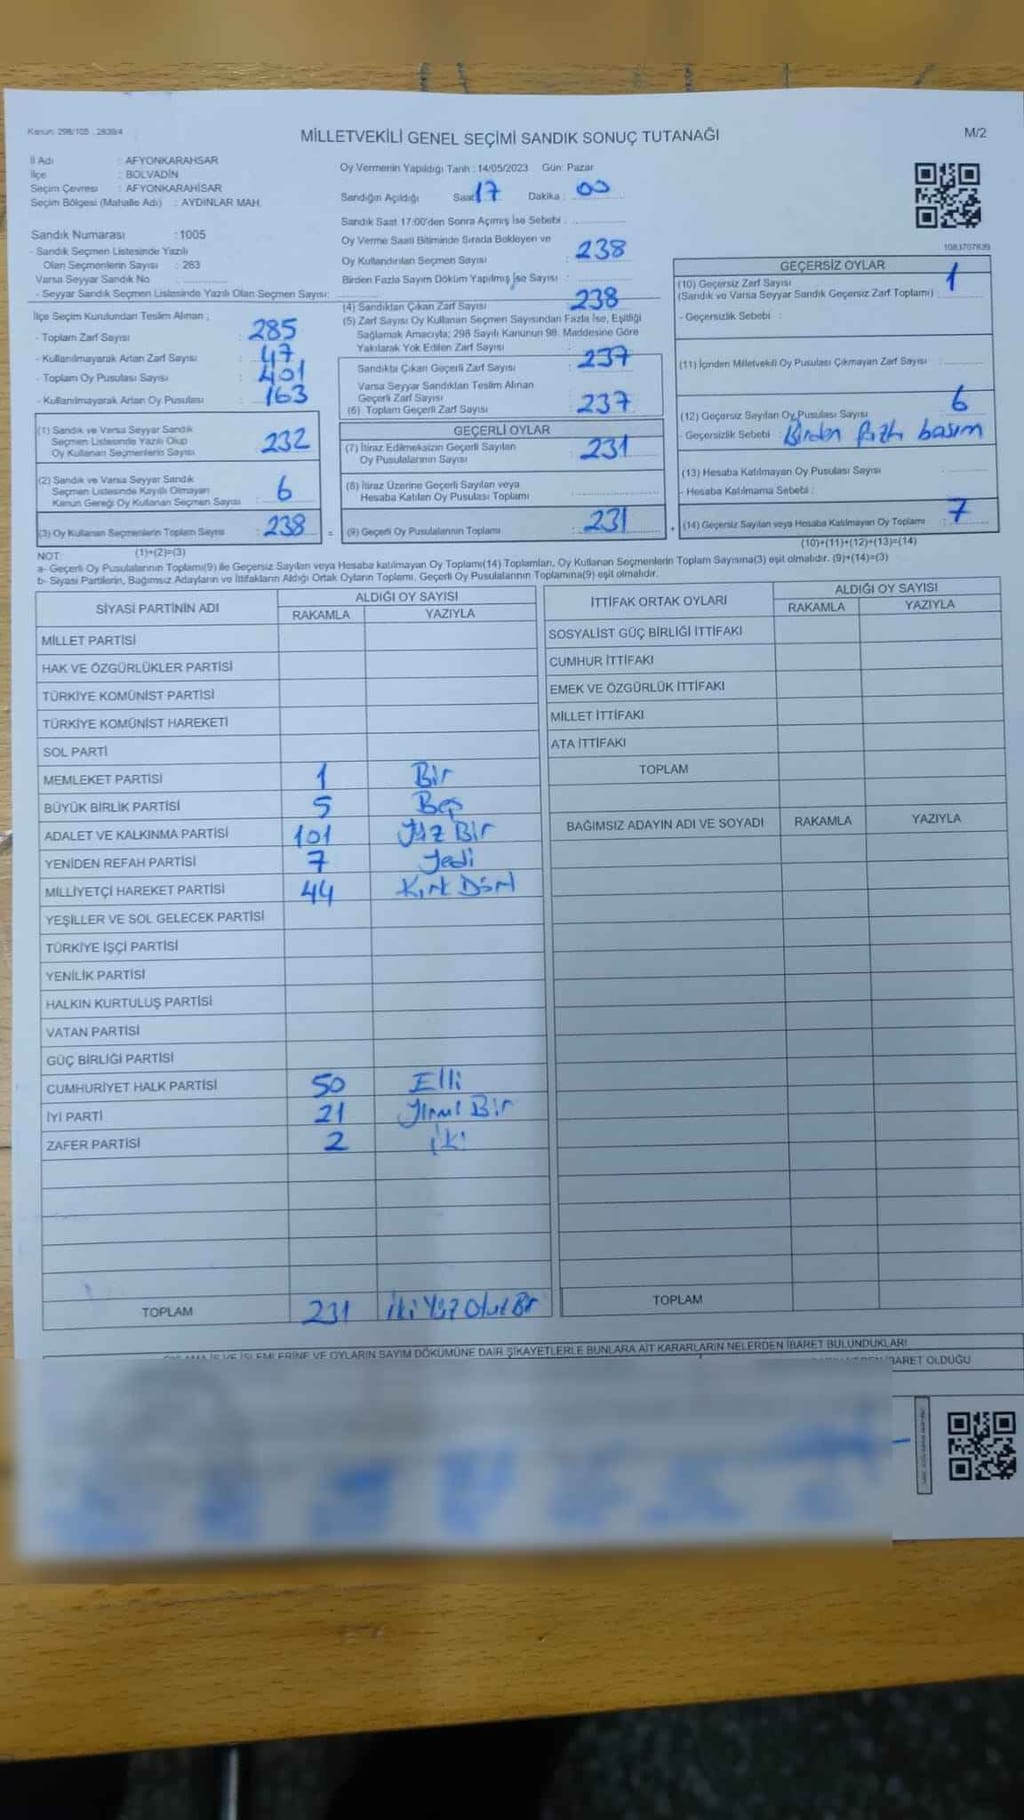 Kanun: 298/105 , 2839/4
MİLLETVEKİLİ GENEL SEÇİMİ SANDIK SONUÇ TUTANAĞI
M/2
İl Adı : AFYONKARAHİSAR
İlçe : BOLVADİN
Seçim Çevresi : AFYONKARAHİSAR
Seçim Bölgesi (Mahalle Adı) : AYDINLAR MAH.
Sandık Numarası : 1005
- Sandık Seçmen Listesinde Yazılı
Olan Seçmenlerin Sayısı : 263
Varsa Seyyar Sandık No
- Seyyar Sandık Seçmen Listesinde Yazılı Olan Seçmen Sayısı:
İlçe Seçim Kurulundan Teslim Alınan ;
- Toplam Zarf Sayısı : 285
- Kullanılmayarak Artan Zarf Sayısı : 47
- Toplam Oy Pusulası Sayısı : 401
- Kullanılmayarak Artan Oy Pusulası : 163
(1) Sandık ve Varsa Seyyar Sandık
Seçmen Listesinde Yazılı Olup
Oy Kullanan Seçmenlerin Sayısı : 232
(2) Sandık ve Varsa Seyyar Sandık
Seçmen Listesinde Kayıtlı Olmayan
Kanun Gereği Oy Kullanan Seçmen Sayısı : 6
(3) Oy Kullanan Seçmenlerin Toplam Sayısı : 238 =
(1)+(2)=(3)
Oy Vermenin Yapıldığı Tarih : 14/05/2023 Gün: Pazar
Sandığın Açıldığı Saat 17 Dakika : 00
Sandık Saat 17:00'den Sonra Açımış İse Sebebi :
Oy Verme Saati Bitiminde Sırada Bekleyen ve
Oy Kullandırılan Seçmen Sayısı : 238
Birden Fazla Sayım Döküm Yapılmış İse Sayısı :
(4) Sandıktan Çıkan Zarf Sayısı : 238
(5) Zarf Sayısı Oy Kullanan Seçmen Sayısından Fazla İse, Eşitliği
Sağlamak Amacıyla; 298 Sayılı Kanunun 98. Maddesine Göre
Yakılarak Yok Edilen Zarf Sayısı :
Sandıkta Çıkan Geçerli Zarf Sayısı : 237
Varsa Seyyar Sandıktan Teslim Alınan
Geçerli Zarf Sayısı
(6) Toplam Geçerli Zarf Sayısı : 237
GEÇERLİ OYLAR
(7) İtiraz Edilmeksizin Geçerli Sayılan
Oy Pusulalarının Sayısı : 231
(8) İtiraz Üzerine Geçerli Sayılan veya
Hesaba Katılan Oy Pusulası Toplamı :
(9) Geçerli Oy Pusulalarının Toplamı : 231 +
1083707839
GEÇERSİZ OYLAR
(10) Geçersiz Zarf Sayısı
(Sandık ve Varsa Seyyar Sandık Geçersiz Zarf Toplamı) : 1
- Geçersizlik Sebebi :
(11) İçinden Milletvekili Oy Pusulası Çıkmayan Zarf Sayısı :
(12) Geçersiz Sayılan Oy Pusulası Sayısı : 6
- Geçersizlik Sebebi : Birden fazla basım
(13) Hesaba Katılmayan Oy Pusulası Sayısı :
- Hesaba Katılmama Sebebi :
(14) Geçersiz Sayılan veya Hesaba Katılmayan Oy Toplamı : 7
(10)+(11)+(12)+(13)=(14)
NOT:
a- Geçerli Oy Pusulalarının Toplamı(9) ile Geçersiz Sayılan veya Hesaba katılmayan Oy Toplamı(14) Toplamları, Oy Kullanan Seçmenlerin Toplam Sayısına(3) eşit olmalıdır. (9)+(14)=(3)
b- Siyasi Partilerin, Bağımsız Adayların ve İttifakların Aldığı Ortak Oyların Toplamı, Geçerli Oy Pusulalarının Toplamına(9) eşit olmalıdır.
SİYASİ PARTİNİN ADI
ALDIĞI OY SAYISI
RAKAMLA YAZIYLA
MİLLET PARTİSİ
HAK VE ÖZGÜRLÜKLER PARTİSİ
TÜRKİYE KOMÜNİST PARTİSİ
TÜRKİYE KOMÜNİST HAREKETİ
SOL PARTİ
MEMLEKET PARTİSİ 1 Bir
BÜYÜK BİRLİK PARTİSİ 5 Beş
ADALET VE KALKINMA PARTİSİ 101 Yüz Bir
YENİDEN REFAH PARTİSİ 7 Yedi
MİLLİYETÇİ HAREKET PARTİSİ 44 Kırk Dört
YEŞİLLER VE SOL GELECEK PARTİSİ
TÜRKİYE İŞÇİ PARTİSİ
YENİLİK PARTİSİ
HALKIN KURTULUŞ PARTİSİ
VATAN PARTİSİ
GÜÇ BİRLİĞİ PARTİSİ
CUMHURİYET HALK PARTİSİ 50 Elli
İYİ PARTİ 21 Yirmi Bir
ZAFER PARTİSİ 2 İki
TOPLAM 231 İki Yüz Otuz Bir
İTTİFAK ORTAK OYLARI
ALDIĞI OY SAYISI
RAKAMLA YAZIYLA
SOSYALİST GÜÇ BİRLİĞİ İTTİFAKI
CUMHUR İTTİFAKI
EMEK VE ÖZGÜRLÜK İTTİFAKI
MİLLET İTTİFAKI
ATA İTTİFAKI
TOPLAM
BAĞIMSIZ ADAYIN ADI VE SOYADI RAKAMLA YAZIYLA
TOPLAM
VE OYLARIN SAYIM DÖKÜMÜNE DAİR ŞİKAYETLERLE BUNLARA AİT KARARLARIN NELERDEN İBARET BULUNDUKLARI
İBARET OLDUĞU